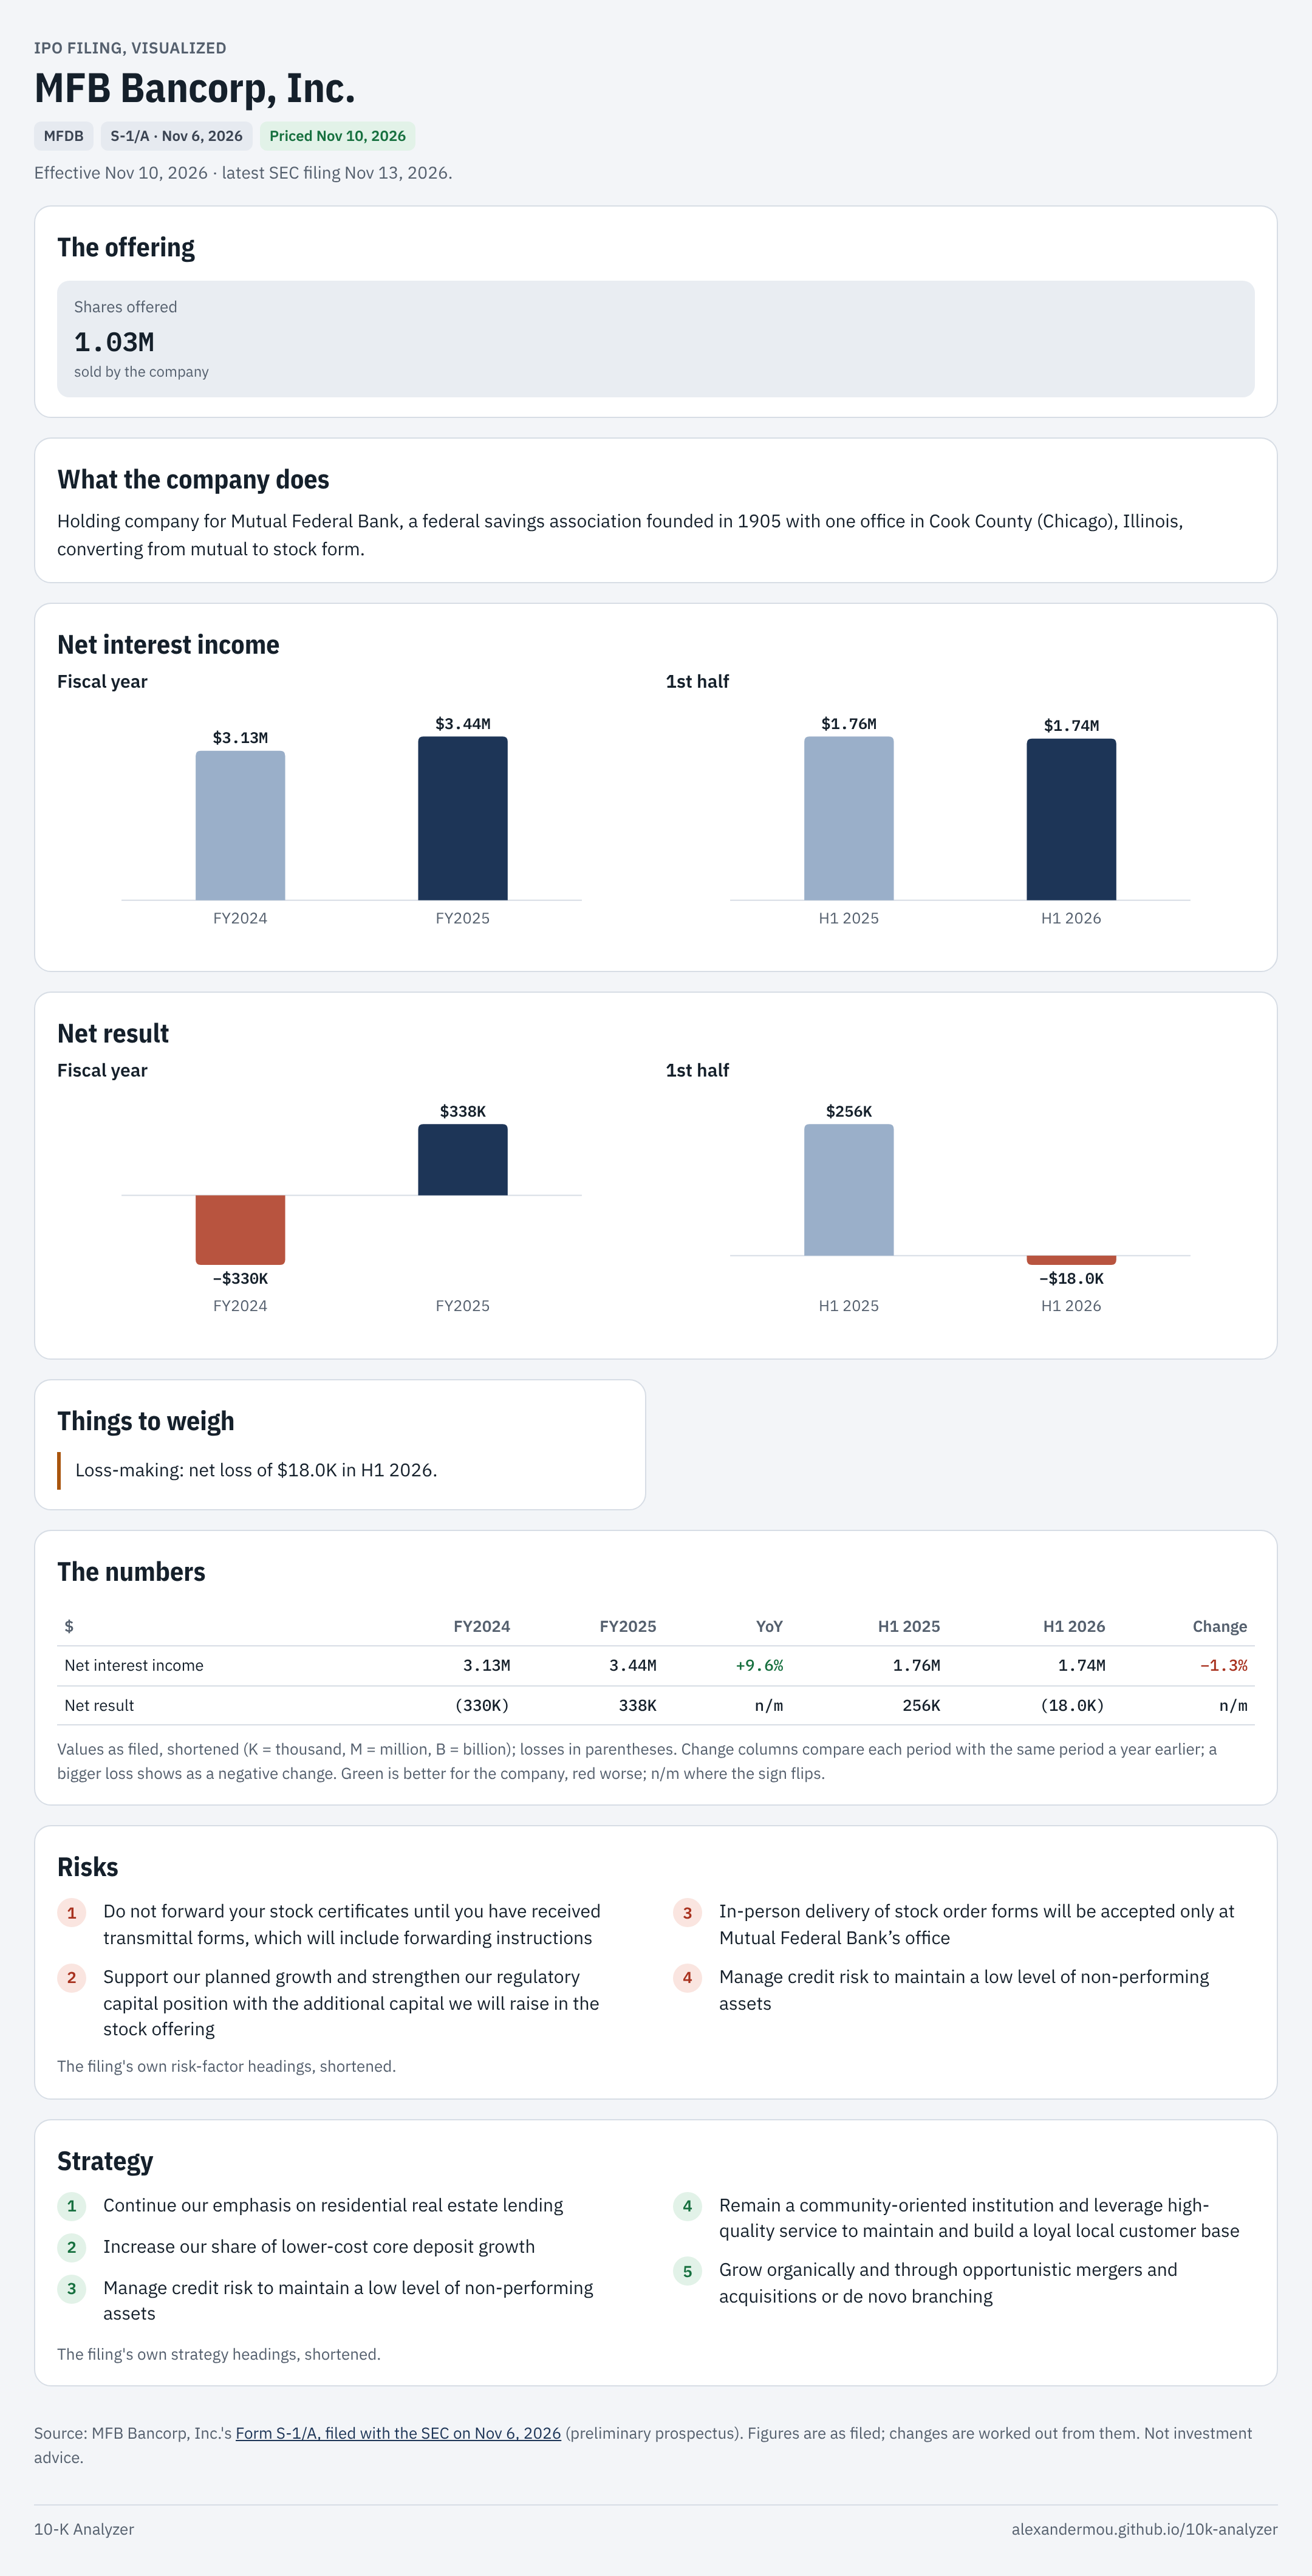 IPO FILING, VISUALIZED
MFB Bancorp, Inc.
MFDB
S-1/A · Nov 6, 2026
Priced Nov 10, 2026
Effective Nov 10, 2026 · latest SEC filing Nov 13, 2026.
The offering
Shares offered
1.03M
sold by the company
What the company does
Holding company for Mutual Federal Bank, a federal savings association founded in 1905 with one office in Cook County (Chicago), Illinois,
converting from mutual to stock form.
Net interest income
Fiscal year
$3.13M
$3.44M
FY2024
FY2025
1st half
$1.76M
$1.74M
H1 2025
H1 2026
Net result
Fiscal year
$338K
−$330K
FY2024
FY2025
1st half
$256K
−$18.0K
H1 2025
H1 2026
Things to weigh
Loss-making: net loss of $18.0K in H1 2026.
The numbers
$ FY2024 FY2025 YoY H1 2025 H1 2026 Change
Net interest income 3.13M 3.44M +9.6% 1.76M 1.74M −1.3%
Net result (330K) 338K n/m 256K (18.0K) n/m
Values as filed, shortened (K = thousand, M = million, B = billion); losses in parentheses. Change columns compare each period with the same period a year earlier; a
bigger loss shows as a negative change. Green is better for the company, red worse; n/m where the sign flips.
Risks
1 Do not forward your stock certificates until you have received
transmittal forms, which will include forwarding instructions
2 Support our planned growth and strengthen our regulatory
capital position with the additional capital we will raise in the
stock offering
3 In-person delivery of stock order forms will be accepted only at
Mutual Federal Bank’s office
4 Manage credit risk to maintain a low level of non-performing
assets
The filing's own risk-factor headings, shortened.
Strategy
1 Continue our emphasis on residential real estate lending
2 Increase our share of lower-cost core deposit growth
3 Manage credit risk to maintain a low level of non-performing
assets
4 Remain a community-oriented institution and leverage high-
quality service to maintain and build a loyal local customer base
5 Grow organically and through opportunistic mergers and
acquisitions or de novo branching
The filing's own strategy headings, shortened.
Source: MFB Bancorp, Inc.'s Form S-1/A, filed with the SEC on Nov 6, 2026 (preliminary prospectus). Figures are as filed; changes are worked out from them. Not investment
advice.
10-K Analyzer
alexandermou.github.io/10k-analyzer